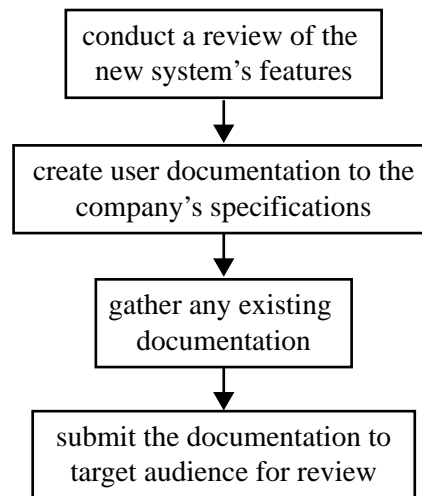 conduct a review of the
new system’s features
create user documentation to the
company’s specifications
gather any existing
documentation
submit the documentation to
target audience for review